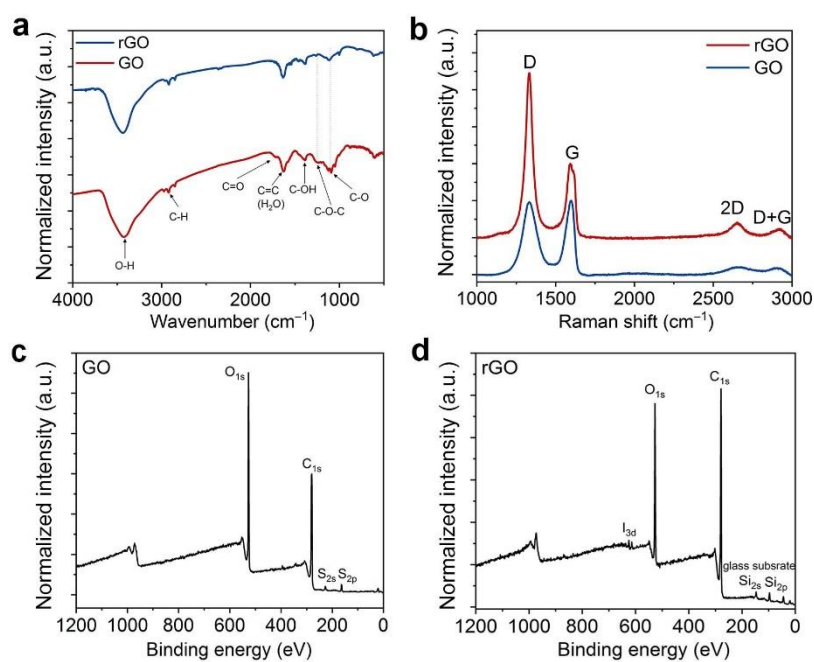 a
rGO
GO
Normalized intensity (a.u.)
C=O
C=C
(H₂O)
C-OH
C-O-C
C-O
C-H
O-H
4000 3000 2000 1000
Wavenumber (cm⁻¹)
b
rGO
GO
D
G
2D
D+G
Normalized intensity (a.u.)
1000 1500 2000 2500 3000
Raman shift (cm⁻¹)
c
GO
O₁ₛ
C₁ₛ
S₂ₛ S₂ₚ
Normalized intensity (a.u.)
1200 1000 800 600 400 200 0
Binding energy (eV)
d
rGO
C₁ₛ
O₁ₛ
I₃d
glass subsrate
Si₂ₛ Si₂ₚ
Normalized intensity (a.u.)
1200 1000 800 600 400 200 0
Binding energy (eV)